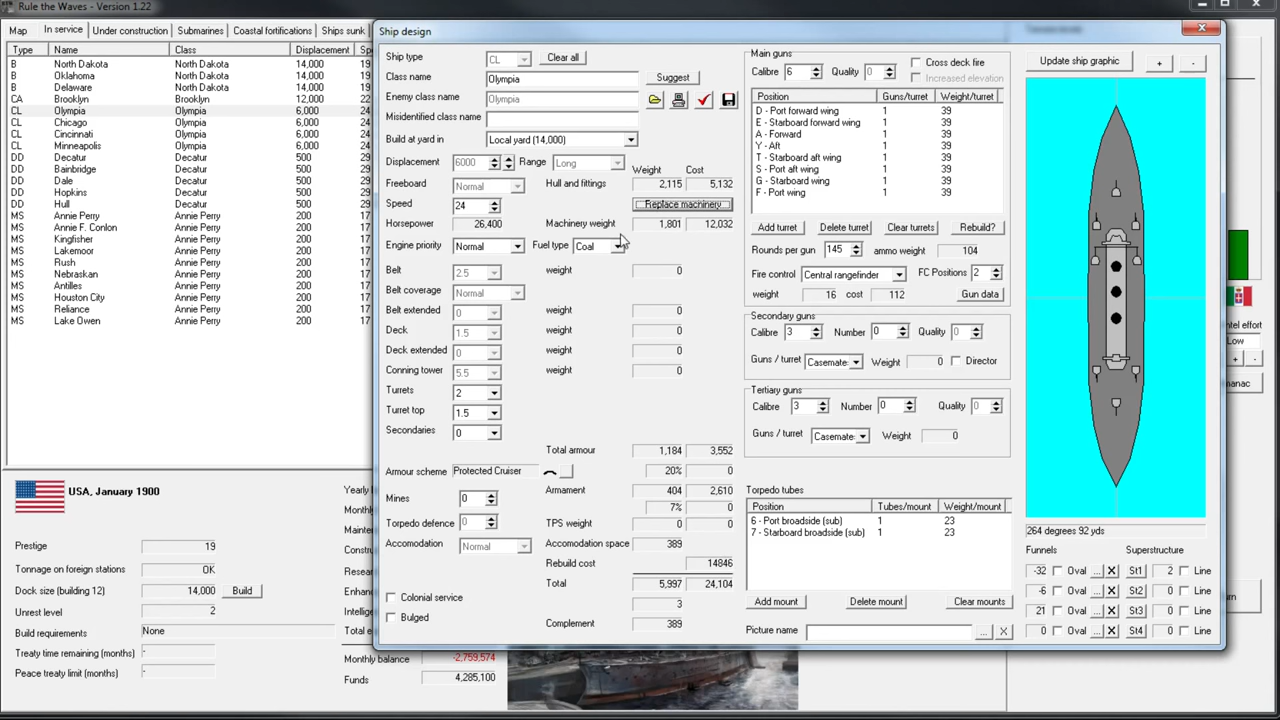 Rule the Waves - Version 1.22
Map
In service
Under construction
Submarines
Coastal fortifications
Ships sunk
Type Name Class Displacement
B North Dakota North Dakota 14,000
B Oklahoma North Dakota 14,000
B Delaware North Dakota 14,000
CA Brooklyn Brooklyn 12,000 22
CL Olympia Olympia 6,000 24
CL Chicago Olympia 6,000 24
CL Cincinnati Olympia 6,000 24
CL Minneapolis Olympia 6,000 24
DD Decatur Decatur 500 29
DD Bainbridge Decatur 500 29
DD Dale Decatur 500 29
DD Hopkins Decatur 500 29
DD Hull Decatur 500 29
MS Annie Perry Annie Perry 200
MS Annie F. Conlon Annie Perry 200
MS Kingfisher Annie Perry 200
MS Lakemoor Annie Perry 200
MS Rush Annie Perry 200
MS Nebraskan Annie Perry 200
MS Antilles Annie Perry 200
MS Houston City Annie Perry 200
MS Reliance Annie Perry 200
MS Lake Owen Annie Perry 200
USA, January 1900
Prestige 19
Tonnage on foreign stations OK
Dock size (building 12) 14,000 Build
Unrest level 2
Build requirements None
Treaty time remaining (months) -
Peace treaty limit (months) -
Monthly balance -2,759,574
Funds 4,285,100
Ship design
Ship type CL Clear all
Class name Olympia Suggest
Enemy class name Olympia
Misidentified class name
Build at yard in Local yard (14,000)
Displacement 6000 Range Long
Weight Cost
Freeboard Normal Hull and fittings 2,115 5,132
Speed 24 Replace machinery
Horsepower 26,400 Machinery weight 1,801 12,032
Engine priority Normal Fuel type Coal
Belt 2.5 weight 0
Belt coverage Normal
Belt extended 0 weight 0
Deck 1.5 weight 0
Deck extended 0 weight 0
Conning tower 5.5 weight 0
Turrets 2
Turret top 1.5
Secondaries 0
Total armour 1,184 3,552
Armour scheme Protected Cruiser 20% 0
Mines 0 Armament 404 2,610
7% 0
Torpedo defence 0 TPS weight 0 0
Accomodation Normal Accomodation space 389
Rebuild cost 14846
Total 5,997 24,104
Colonial service 3
Bulged Complement 389
Main guns
Calibre 6 Quality 0 Cross deck fire
Increased elevation
Position Guns/turret Weight/turret
D - Port forward wing 1 39
E - Starboard forward wing 1 39
A - Forward 1 39
Y - Aft 1 39
T - Starboard aft wing 1 39
S - Port aft wing 1 39
G - Starboard wing 1 39
F - Port wing 1 39
Add turret Delete turret Clear turrets Rebuild?
Rounds per gun 145 ammo weight 104
Fire control Central rangefinder FC Positions 2
weight 16 cost 112 Gun data
Secondary guns
Calibre 3 Number 0 Quality 0
Guns / turret Casemate: Weight 0 Director
Tertiary guns
Calibre 3 Number 0 Quality 0
Guns / turret Casemate: Weight 0
Torpedo tubes
Position Tubes/mount Weight/mount
6 - Port broadside (sub) 1 23
7 - Starboard broadside (sub) 1 23
Add mount Delete mount Clear mounts
Picture name ... X
Update ship graphic + -
264 degrees 92 yds
Funnels Superstructure
-32 Oval ... X St1 2 Line
-6 Oval ... X St2 0 Line
21 Oval ... X St3 0 Line
0 Oval ... X St4 0 Line
Low
+ -